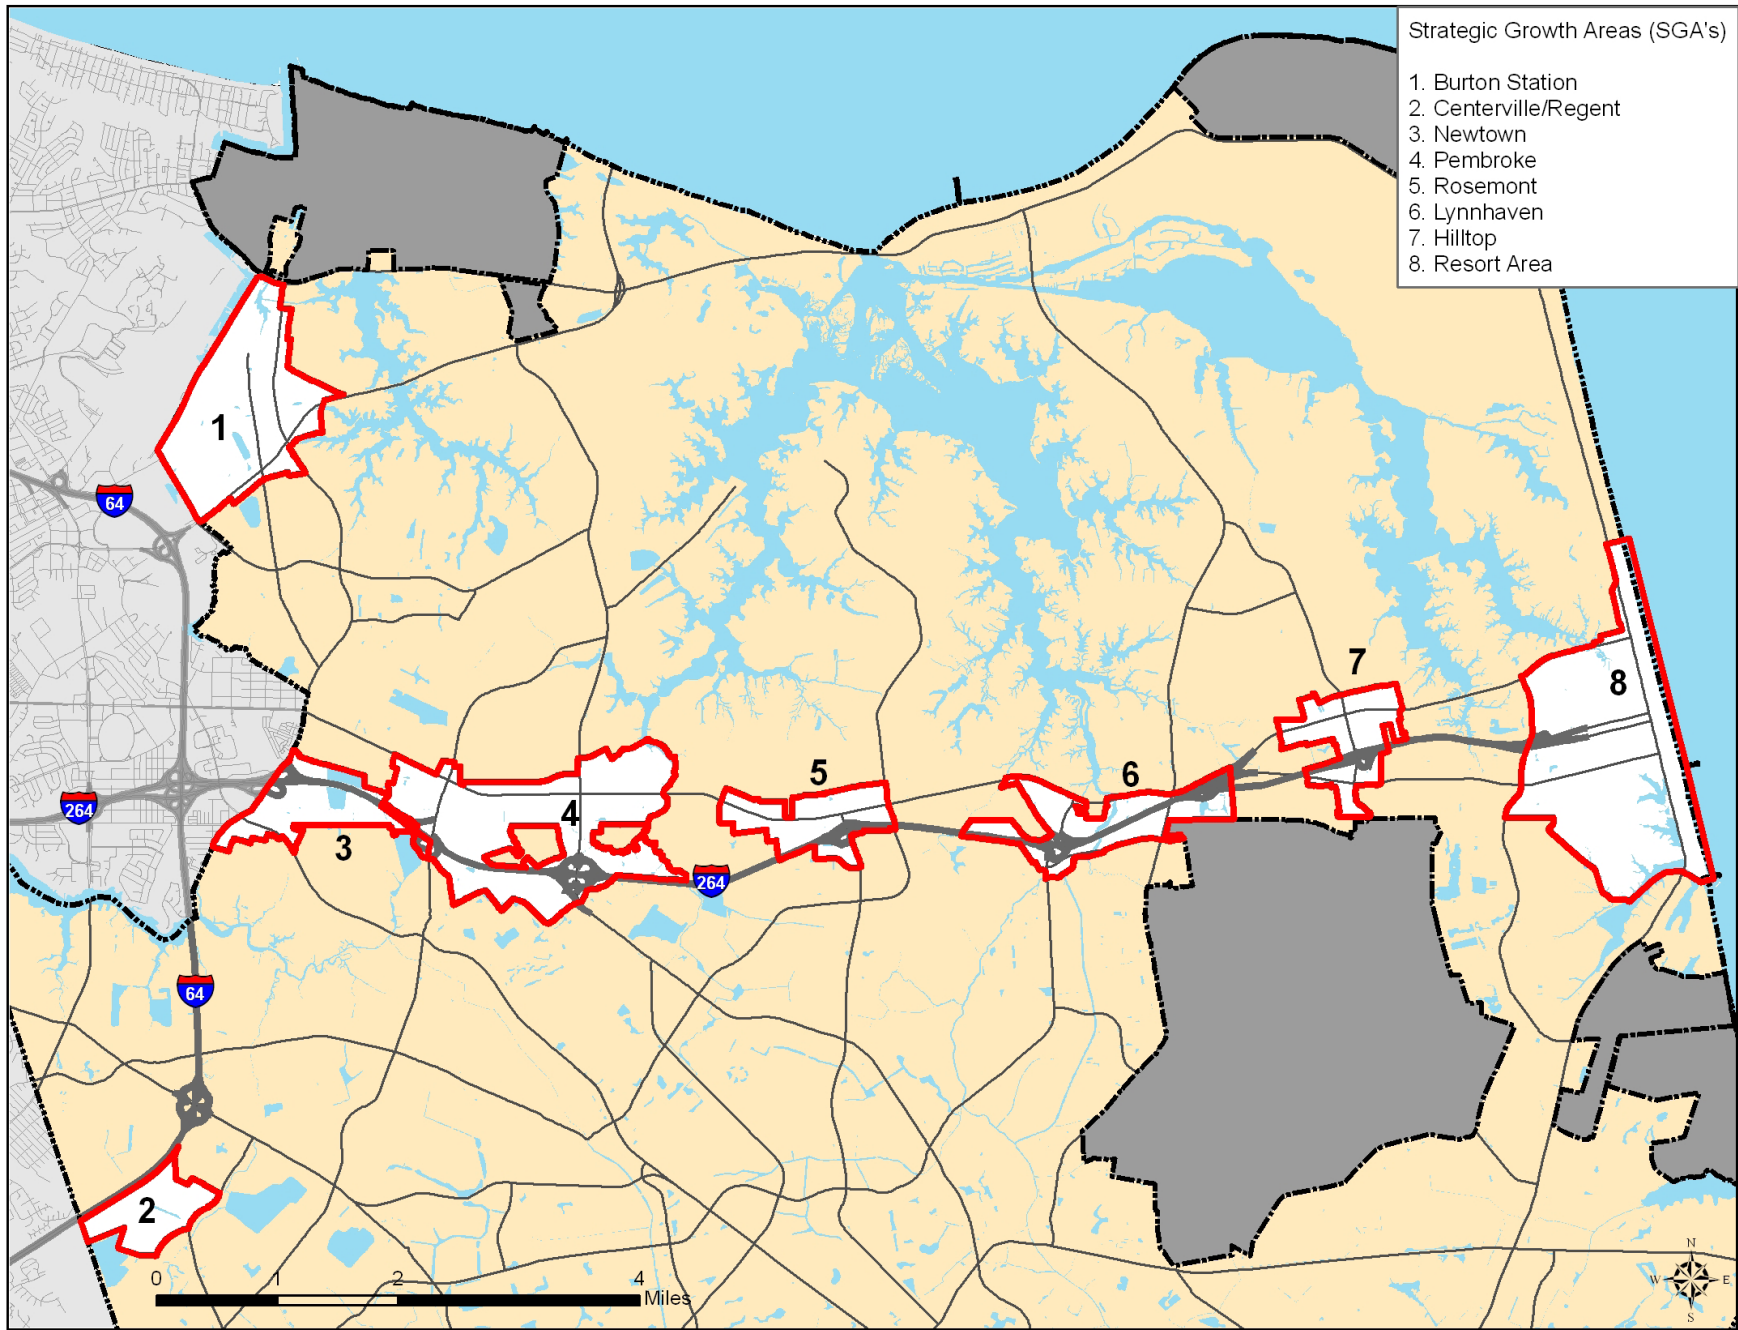 Strategic Growth Areas (SGA's)
1. Burton Station
2. Centerville/Regent
3. Newtown
4. Pembroke
5. Rosemont
6. Lynnhaven
7. Hilltop
8. Resort Area
1
64
7
8
5
6
264
4
3
264
64
2
0 1 2 4
Miles
N
W E
S